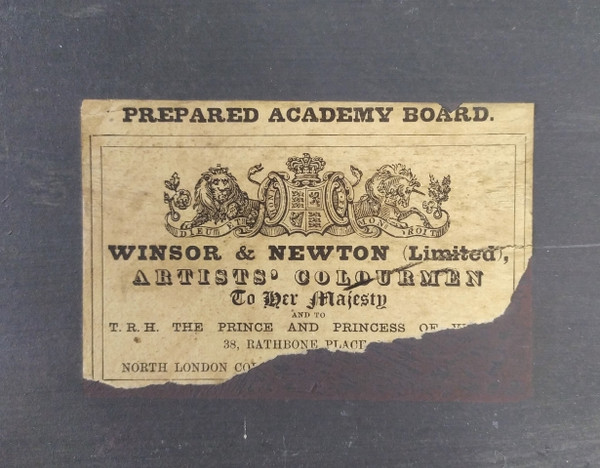 PREPARED ACADEMY BOARD.
DIEU ET MON DROIT
WINSOR & NEWTON (Limited),
ARTISTS' COLOURMEN
To Her Majesty
AND TO
T.R.H. THE PRINCE AND PRINCESS OF
38, RATHBONE PLACE
NORTH LONDON